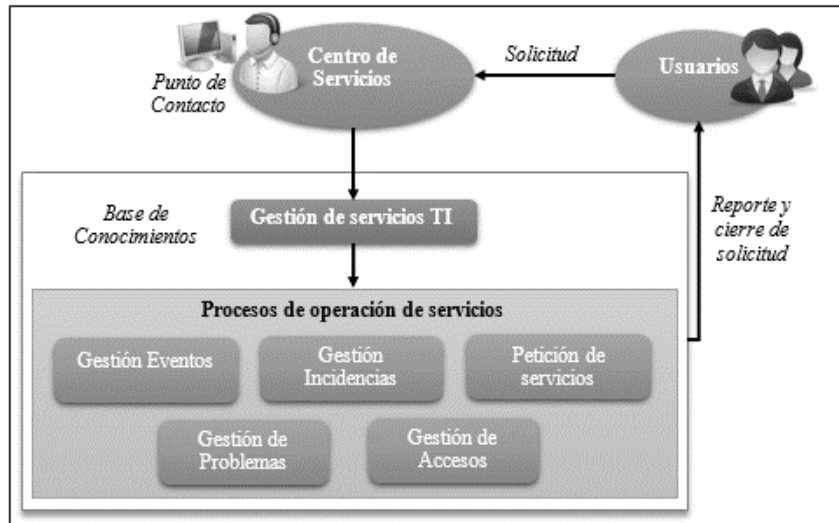 Centro de
Servicios
Solicitud
Usuarios
Punto de
Contacto
Gestión de servicios TI
Base de
Conocimientos
Reporte y
cierre de
solicitud
Procesos de operación de servicios
Gestión Eventos
Gestión
Incidencias
Petición de
servicios
Gestión de
Problemas
Gestión de
Accesos